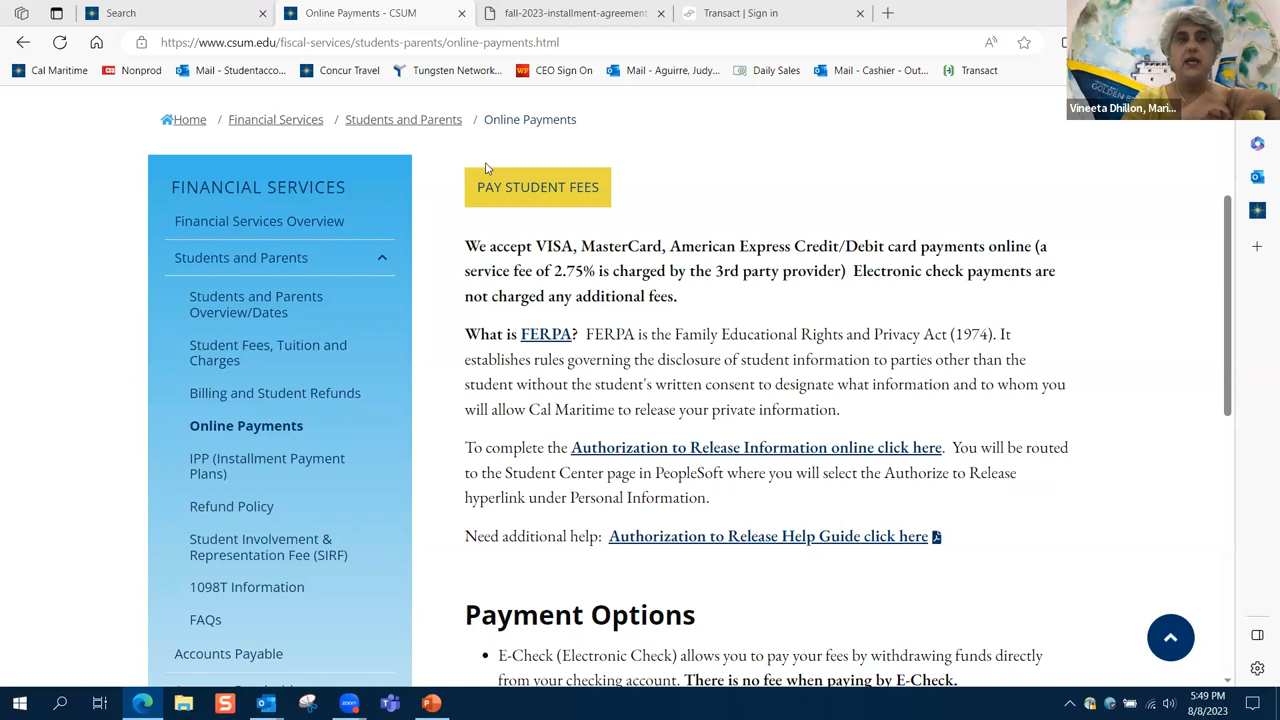 Search
Online Payments - CSUM
fall-2023-installment-agreement
Transact | Sign in
https://www.csum.edu/fiscal-services/students-parents/online-payments.html
Cal Maritime
Nonprod
Mail - Studentacco...
Concur Travel
Tungsten Network...
CEO Sign On
Mail - Aguirre, Judy...
Daily Sales
Mail - Cashier - Out...
Transact
GOLDEN
Vineeta Dhillon, Mari...
Home / Financial Services / Students and Parents / Online Payments
FINANCIAL SERVICES
Financial Services Overview
Students and Parents
Students and Parents
Overview/Dates
Student Fees, Tuition and
Charges
Billing and Student Refunds
Online Payments
IPP (Installment Payment
Plans)
Refund Policy
Student Involvement &
Representation Fee (SIRF)
1098T Information
FAQs
Accounts Payable
PAY STUDENT FEES
We accept VISA, MasterCard, American Express Credit/Debit card payments online (a
service fee of 2.75% is charged by the 3rd party provider) Electronic check payments are
not charged any additional fees.
What is FERPA? FERPA is the Family Educational Rights and Privacy Act (1974). It
establishes rules governing the disclosure of student information to parties other than the
student without the student's written consent to designate what information and to whom you
will allow Cal Maritime to release your private information.
To complete the Authorization to Release Information online click here. You will be routed
to the Student Center page in PeopleSoft where you will select the Authorize to Release
hyperlink under Personal Information.
Need additional help: Authorization to Release Help Guide click here
Payment Options
• E-Check (Electronic Check) allows you to pay your fees by withdrawing funds directly
from your checking account. There is no fee when paying by E-Check.
5:49 PM
8/8/2023